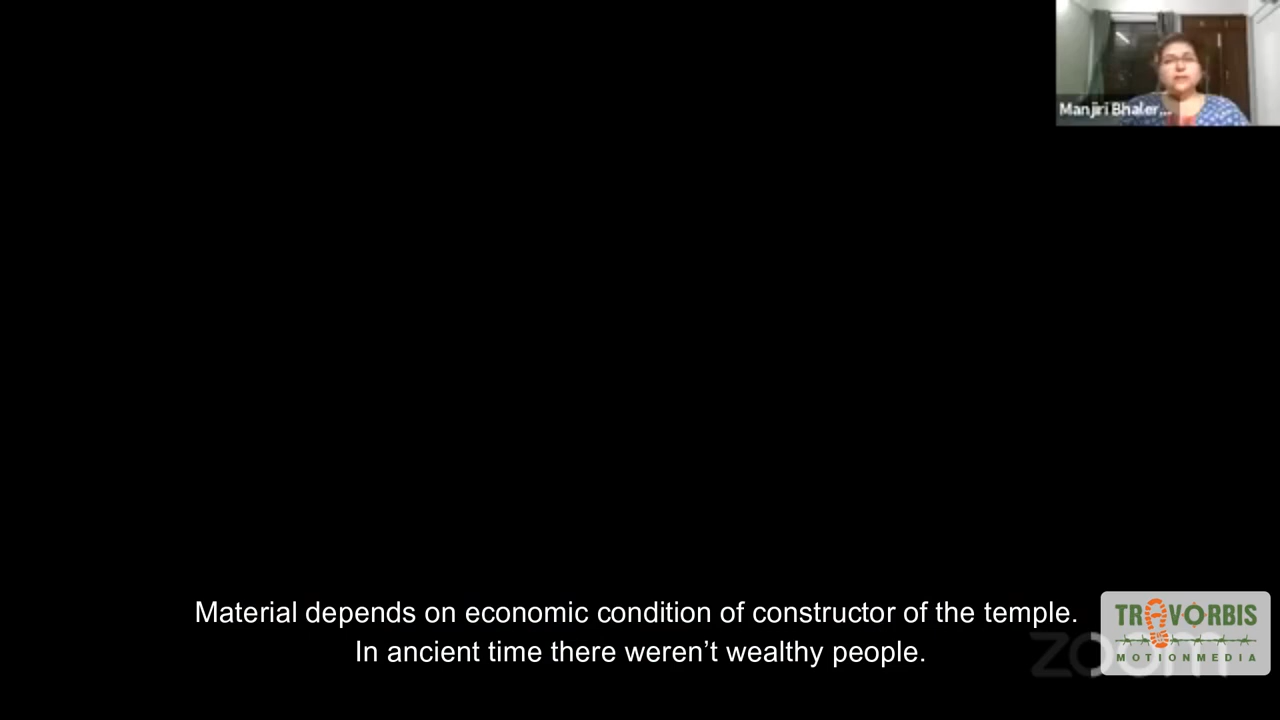 Manjiri Bhaler...
Material depends on economic condition of constructor of the temple.
In ancient time there weren’t wealthy people.
TRAVORBIS
MOTIONMEDIA
zoom